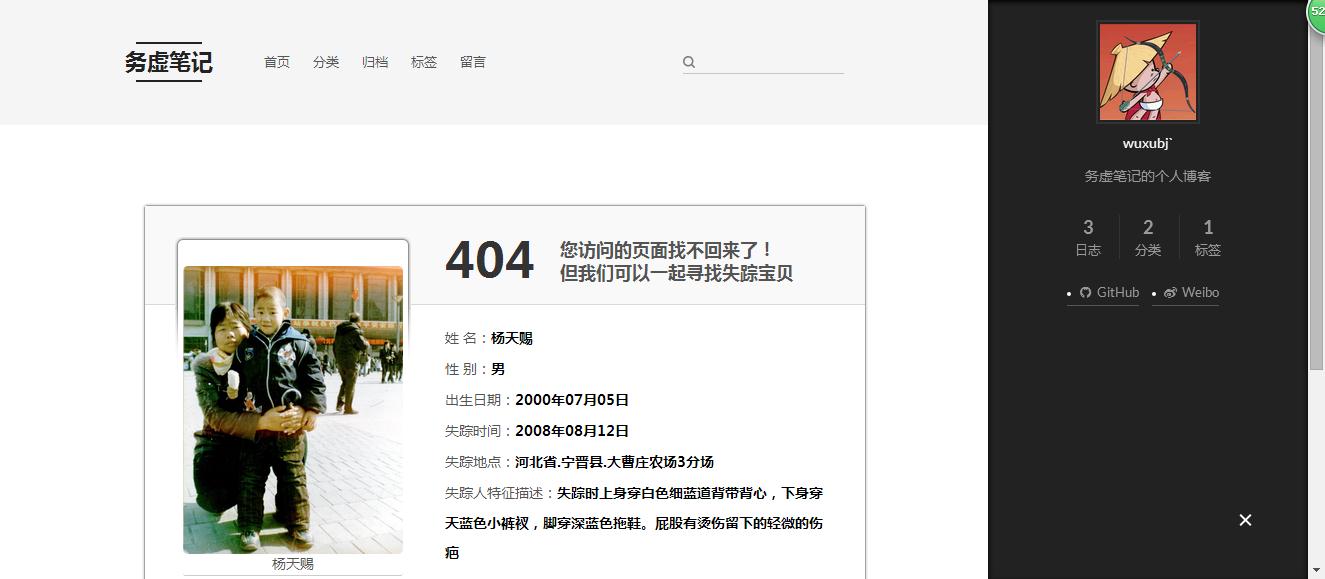 务虚笔记
首页 分类 归档 标签 留言
404
您访问的页面找不回来了！
但我们可以一起寻找失踪宝贝
杨天赐
姓 名：杨天赐
性 别：男
出生日期：2000年07月05日
失踪时间：2008年08月12日
失踪地点：河北省.宁晋县.大曹庄农场3分场
失踪人特征描述：失踪时上身穿白色细蓝道背带背心，下身穿
天蓝色小裤衩，脚穿深蓝色拖鞋。屁股有烫伤留下的轻微的伤
疤
52
wuxubj`
务虚笔记的个人博客
3 2 1
日志 分类 标签
GitHub Weibo